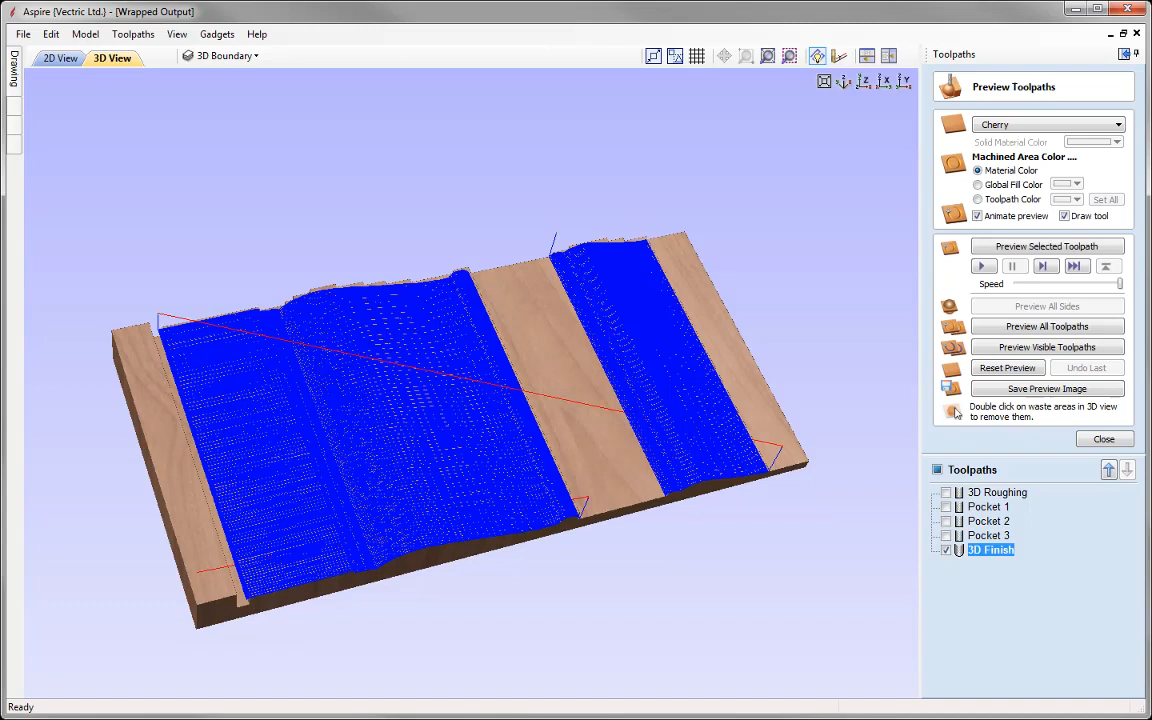 Aspire {Vectric Ltd.} - [Wrapped Output]
File Edit Model Toolpaths View Gadgets Help
2D View 3D View 3D Boundary
Drawing
Z X Y
Toolpaths
Preview Toolpaths
Cherry
Solid Material Color
Machined Area Color ....
Material Color
Global Fill Color
Toolpath Color Set All
Animate preview Draw tool
Preview Selected Toolpath
Speed
Preview All Sides
Preview All Toolpaths
Preview Visible Toolpaths
Reset Preview Undo Last
Save Preview Image
Double click on waste areas in 3D view
to remove them.
Close
Toolpaths
3D Roughing
Pocket 1
Pocket 2
Pocket 3
3D Finish
Ready